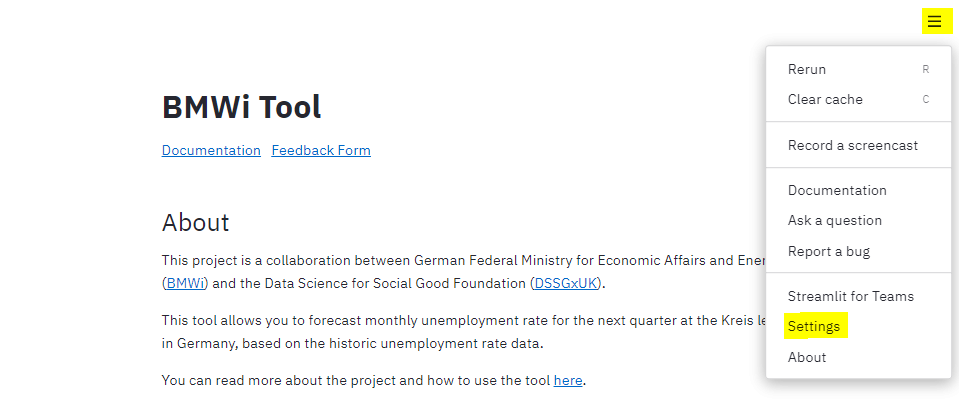 BMWi Tool
Documentation Feedback Form
About
This project is a collaboration between German Federal Ministry for Economic Affairs and
(BMWi) and the Data Science for Social Good Foundation (DSSGxUK).
This tool allows you to forecast monthly unemployment rate for the next quarter at the Kreis
in Germany, based on the historic unemployment rate data.
You can read more about the project and how to use the tool here.
Rerun R
Clear cache C
Record a screencast
Documentation
Ask a question
Report a bug
Streamlit for Teams
Settings
About